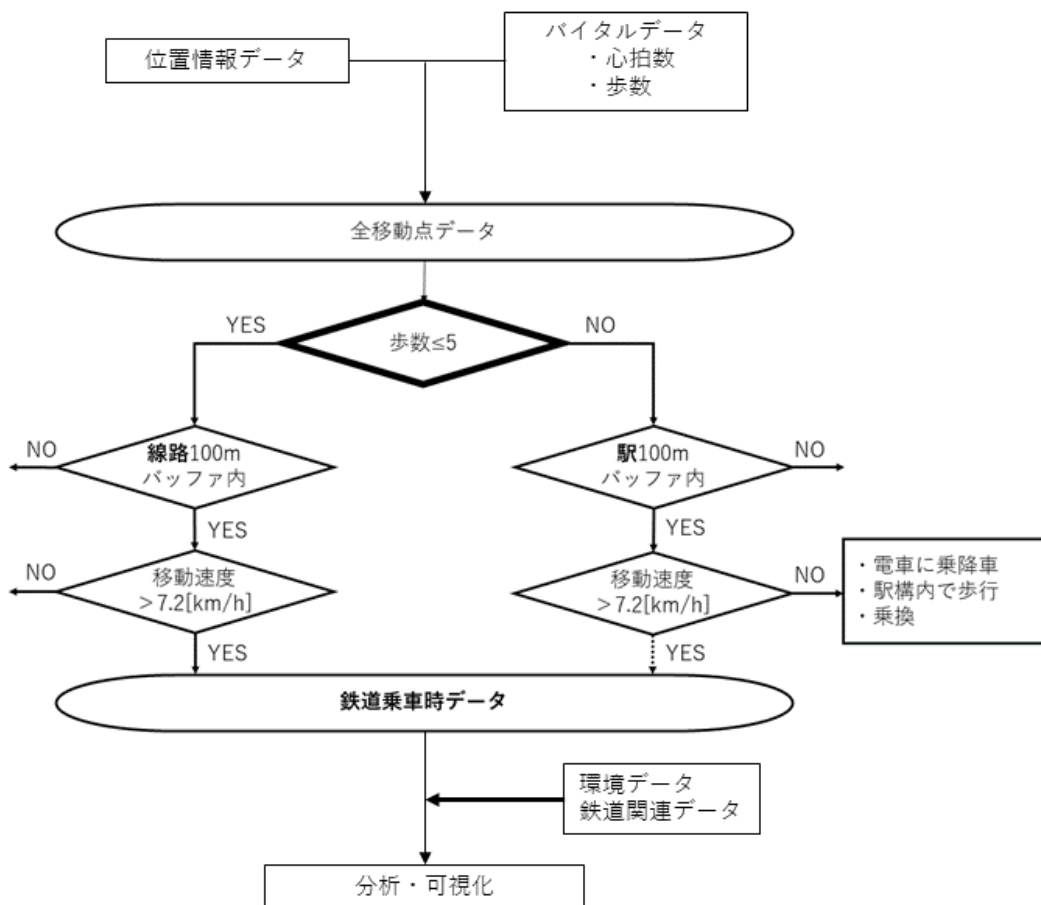 位置情報データ
バイタルデータ
・心拍数
・歩数
全移動点データ
YES
NO
歩数≤5
NO
線路100m
バッファ内
駅100m
バッファ内
NO
YES
YES
NO
移動速度
>7.2[km/h]
移動速度
>7.2[km/h]
NO
・電車に乗降車
・駅構内で歩行
・乗換
YES
YES
鉄道乗車時データ
環境データ
鉄道関連データ
分析・可視化